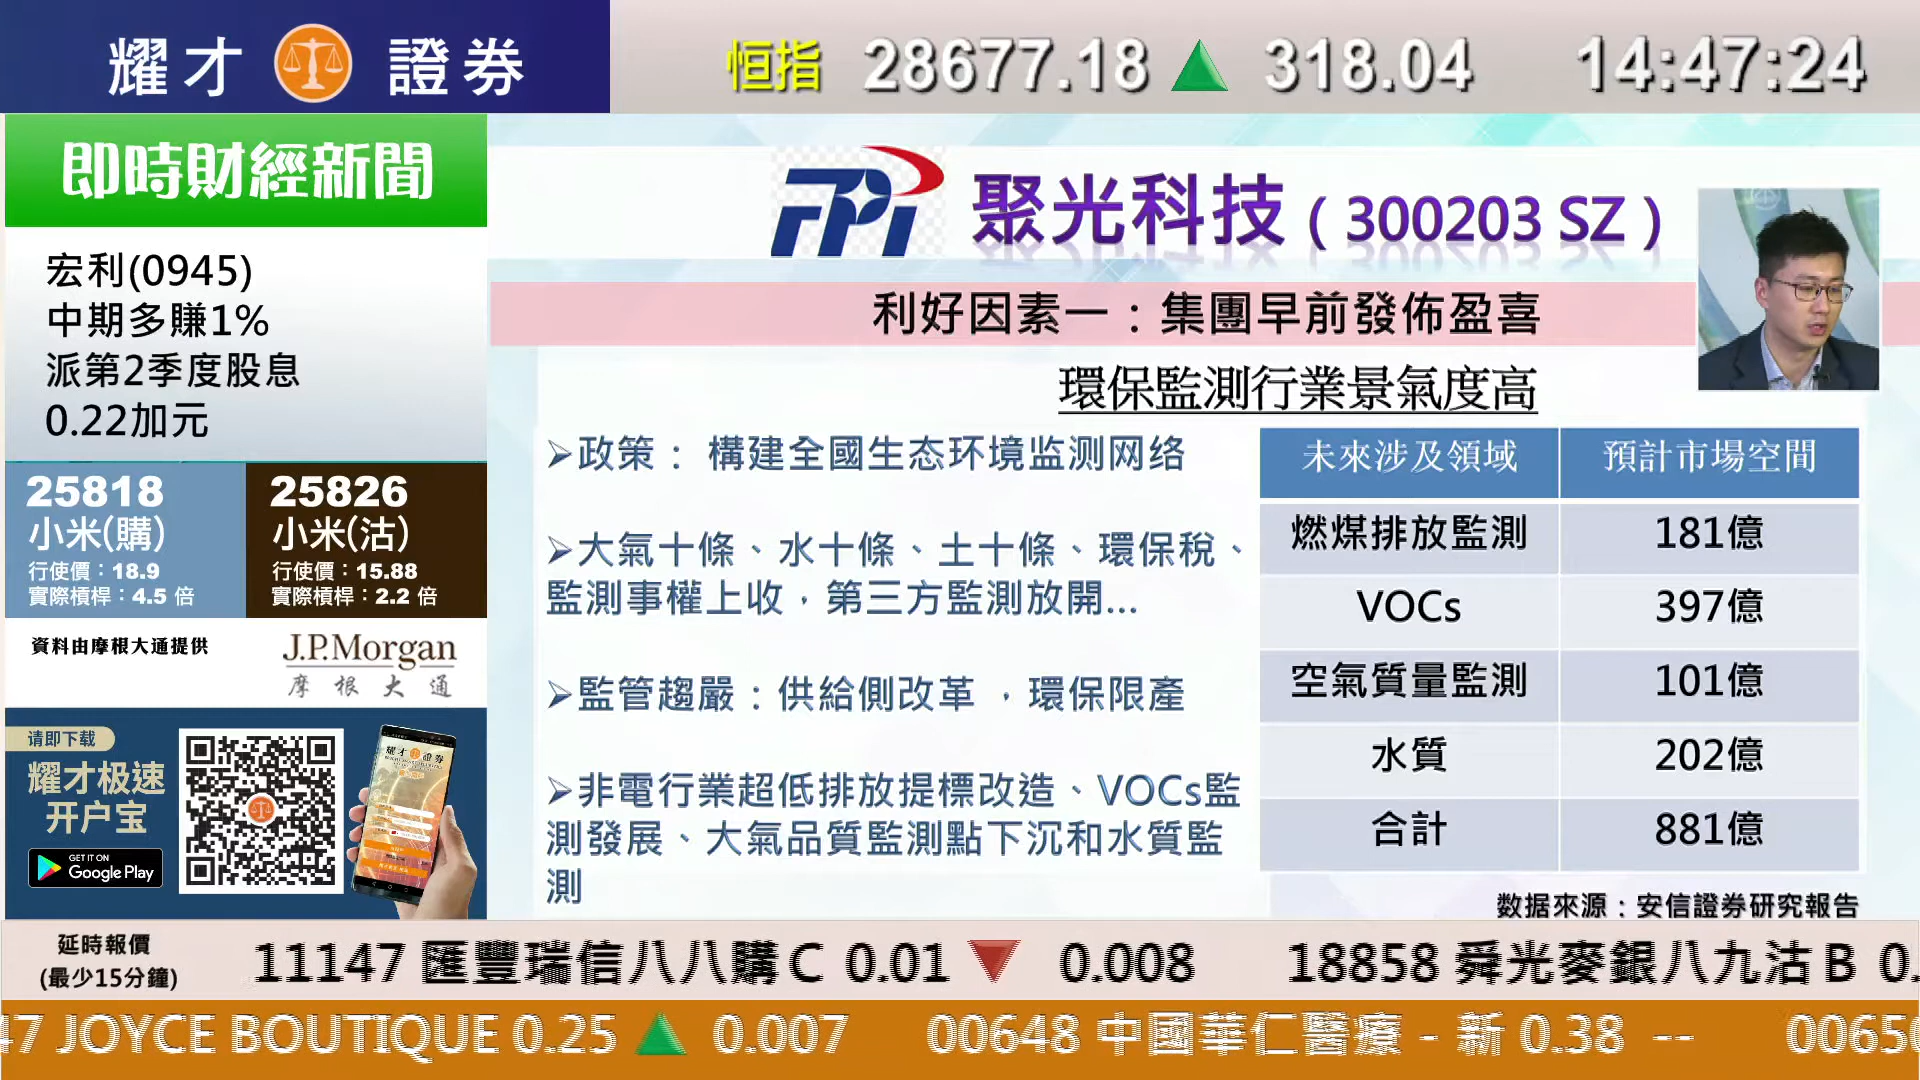 耀才 證券
恒指 28677.18 ▲ 318.04 14:47:24
即時財經新聞
宏利(0945)
中期多賺1%
派第2季度股息
0.22加元
25818
小米(購)
行使價：18.9
實際槓桿：4.5 倍
25826
小米(沽)
行使價：15.88
實際槓桿：2.2 倍
資料由摩根大通提供
J.P.Morgan
摩根大通
请即下载
耀才极速
开户宝
GET IT ON
Google Play
耀才證券
FPI
聚光科技（300203 SZ）
利好因素一：集團早前發佈盈喜
環保監測行業景氣度高
➢政策： 構建全國生态环境监测网络
➢大氣十條、水十條、土十條、環保稅、
監測事權上收，第三方監測放開...
➢監管趨嚴：供給側改革 ，環保限產
➢非電行業超低排放提標改造、VOCs監
測發展、大氣品質監測點下沉和水質監
測
未來涉及領域 預計市場空間
燃煤排放監測 181億
VOCs 397億
空氣質量監測 101億
水質 202億
合計 881億
数据來源：安信證券研究報告
延時報價
(最少15分鐘)
11147 匯豐瑞信八八購C 0.01 ▼ 0.008 18858 舜光麥銀八九沽B 0.
47 JOYCE BOUTIQUE 0.25 ▲ 0.007 00648 中國華仁醫療－新 0.38 -- 00650